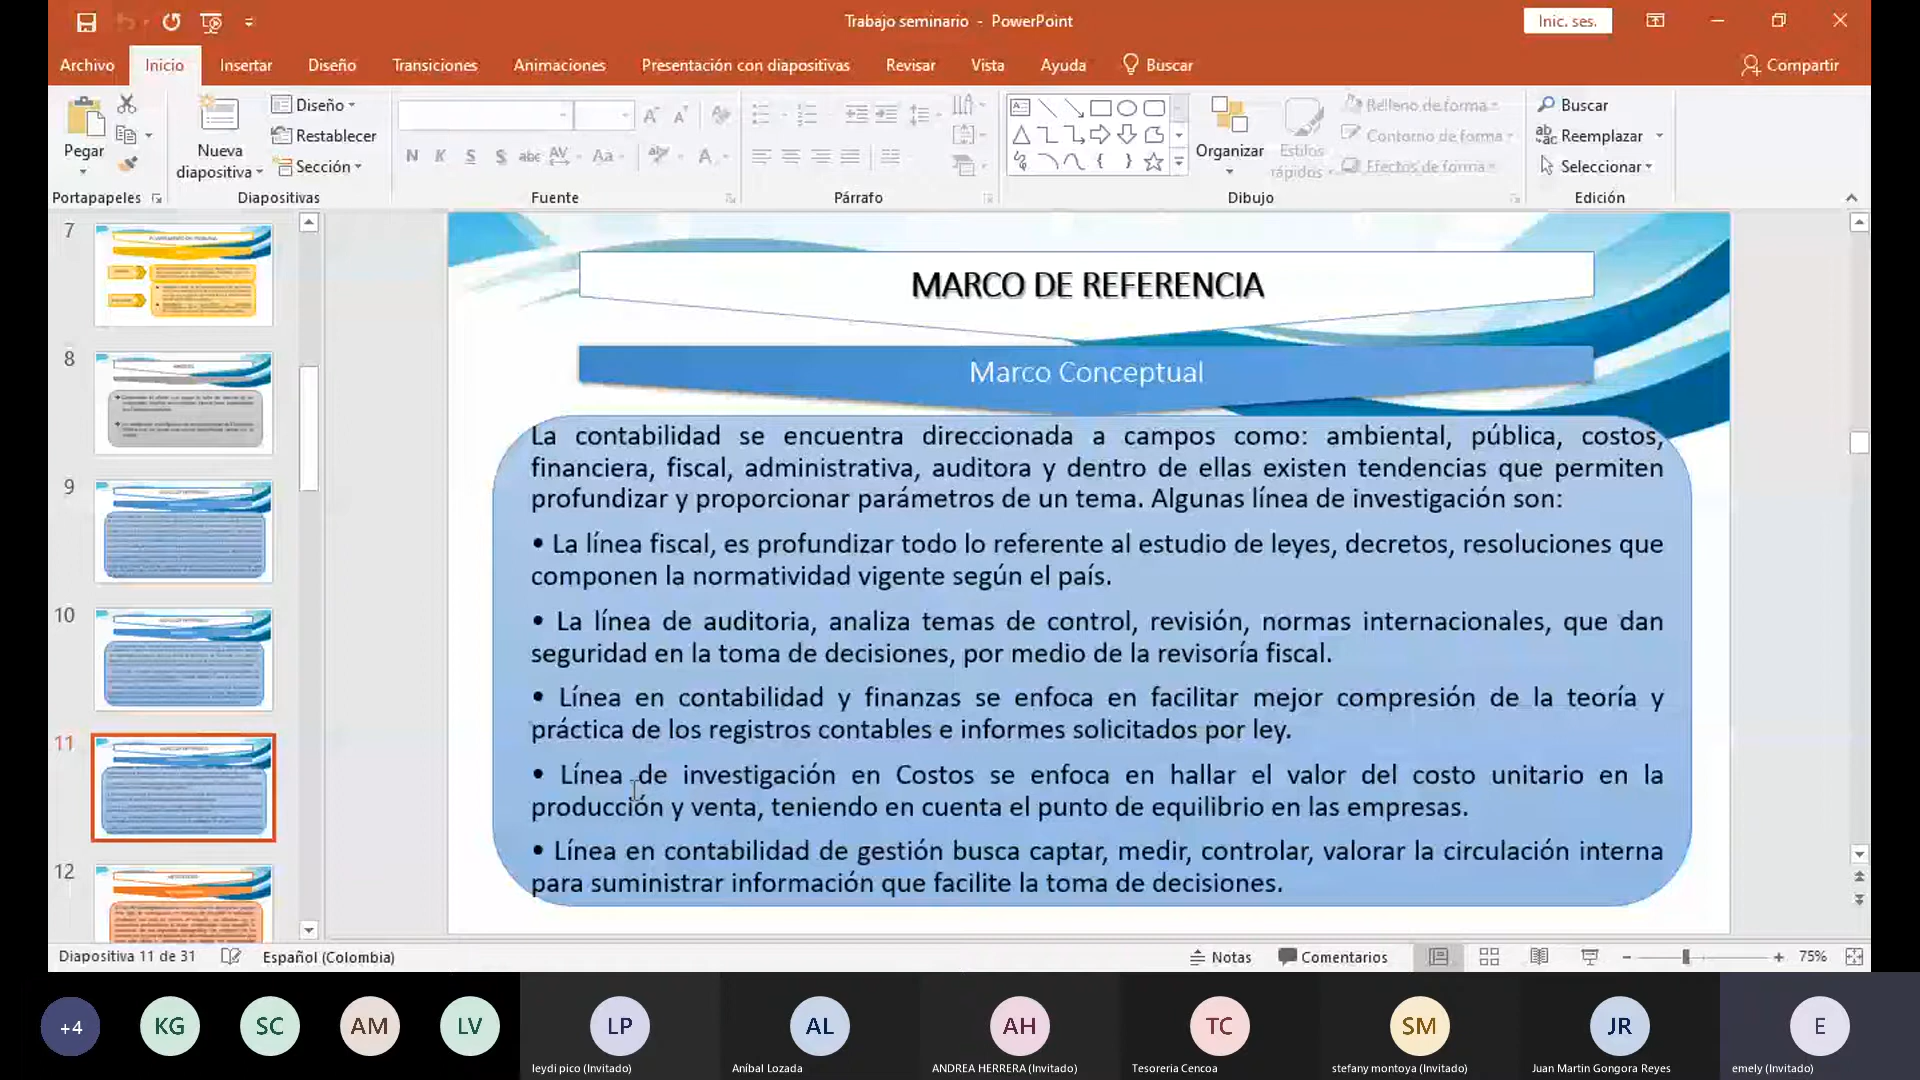 Trabajo seminario - PowerPoint
Inic. ses.
Archivo Inicio Insertar Diseño Transiciones Animaciones Presentación con diapositivas Revisar Vista Ayuda Buscar Compartir
Pegar
Nueva diapositiva
Diseño
Restablecer
Sección
N K S S abc AV Aa A
Organizar
Estilos rápidos
Relleno de forma
Contorno de forma
Efectos de forma
Buscar
Reemplazar
Seleccionar
Portapapeles Diapositivas Fuente Párrafo Dibujo Edición
7
8
9
10
11
12
MARCO DE REFERENCIA
Marco Conceptual
La contabilidad se encuentra direccionada a campos como: ambiental, pública, costos,
financiera, fiscal, administrativa, auditora y dentro de ellas existen tendencias que permiten
profundizar y proporcionar parámetros de un tema. Algunas línea de investigación son:
• La línea fiscal, es profundizar todo lo referente al estudio de leyes, decretos, resoluciones que
componen la normatividad vigente según el país.
• La línea de auditoria, analiza temas de control, revisión, normas internacionales, que dan
seguridad en la toma de decisiones, por medio de la revisoría fiscal.
• Línea en contabilidad y finanzas se enfoca en facilitar mejor compresión de la teoría y
práctica de los registros contables e informes solicitados por ley.
• Línea de investigación en Costos se enfoca en hallar el valor del costo unitario en la
producción y venta, teniendo en cuenta el punto de equilibrio en las empresas.
• Línea en contabilidad de gestión busca captar, medir, controlar, valorar la circulación interna
para suministrar información que facilite la toma de decisiones.
Diapositiva 11 de 31 Español (Colombia) Notas Comentarios 75%
+4 KG SC AM LV LP AL AH TC SM JR E
leydi pico (Invitado) Aníbal Lozada ANDREA HERRERA (Invitado) Tesoreria Cencoa stefany montoya (Invitado) Juan Martin Gongora Reyes emely (Invitado)